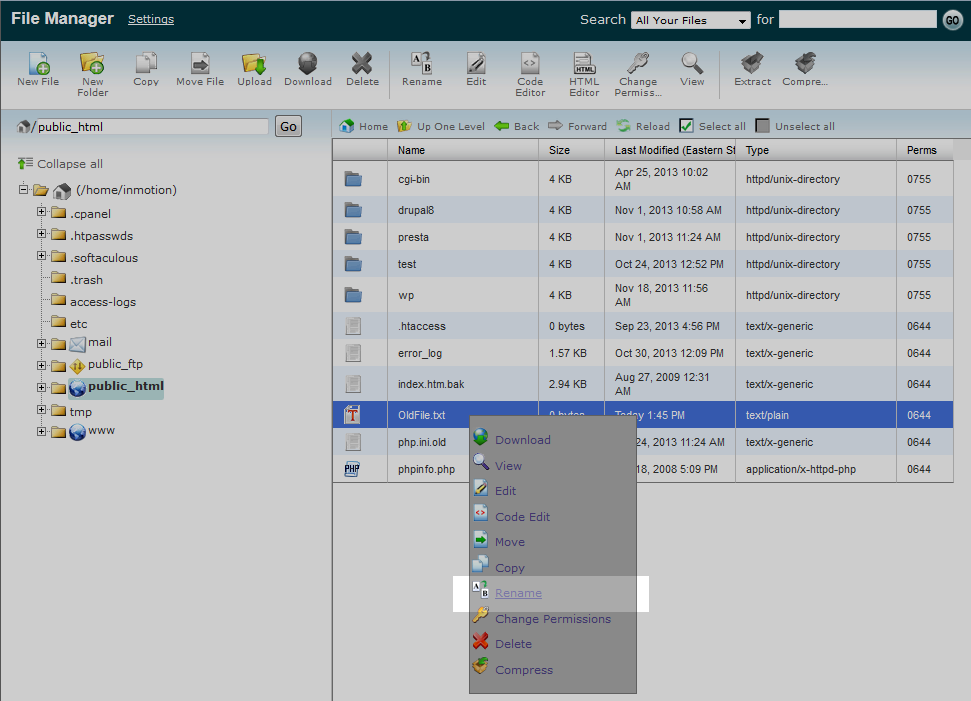 File Manager Settings Search All Your Files for GO
New File New Folder Copy Move File Upload Download Delete Rename Edit Code Editor HTML Editor Change Permiss... View Extract Compre...
/ public_html Go
Home Up One Level Back Forward Reload Select all Unselect all
Collapse all
(/home/inmotion)
.cpanel
.htpasswds
.softaculous
.trash
access-logs
etc
mail
public_ftp
public_html
tmp
www
Name Size Last Modified (Eastern St Type Perms
cgi-bin 4 KB Apr 25, 2013 10:02 AM httpd/unix-directory 0755
drupal8 4 KB Nov 1, 2013 10:58 AM httpd/unix-directory 0755
presta 4 KB Nov 1, 2013 11:24 AM httpd/unix-directory 0755
test 4 KB Oct 24, 2013 12:52 PM httpd/unix-directory 0755
wp 4 KB Nov 18, 2013 11:56 AM httpd/unix-directory 0755
.htaccess 0 bytes Sep 23, 2013 4:56 PM text/x-generic 0644
error_log 1.57 KB Oct 30, 2013 12:09 PM text/x-generic 0644
index.htm.bak 2.94 KB Aug 27, 2009 12:31 AM text/x-generic 0644
OldFile.txt 0 bytes Today 1:45 PM text/plain 0644
php.ini.old 24, 2013 11:24 AM text/x-generic 0644
PHP phpinfo.php 18, 2008 5:09 PM application/x-httpd-php 0644
Download
View
Edit
Code Edit
Move
Copy
Rename
Change Permissions
Delete
Compress